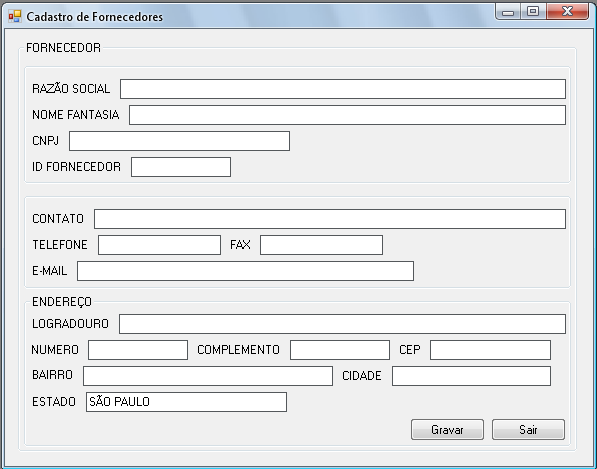 Cadastro de Fornecedores
FORNECEDOR
RAZÃO SOCIAL
NOME FANTASIA
CNPJ
ID FORNECEDOR
CONTATO
TELEFONE FAX
E-MAIL
ENDEREÇO
LOGRADOURO
NUMERO COMPLEMENTO CEP
BAIRRO CIDADE
ESTADO SÃO PAULO
Gravar Sair